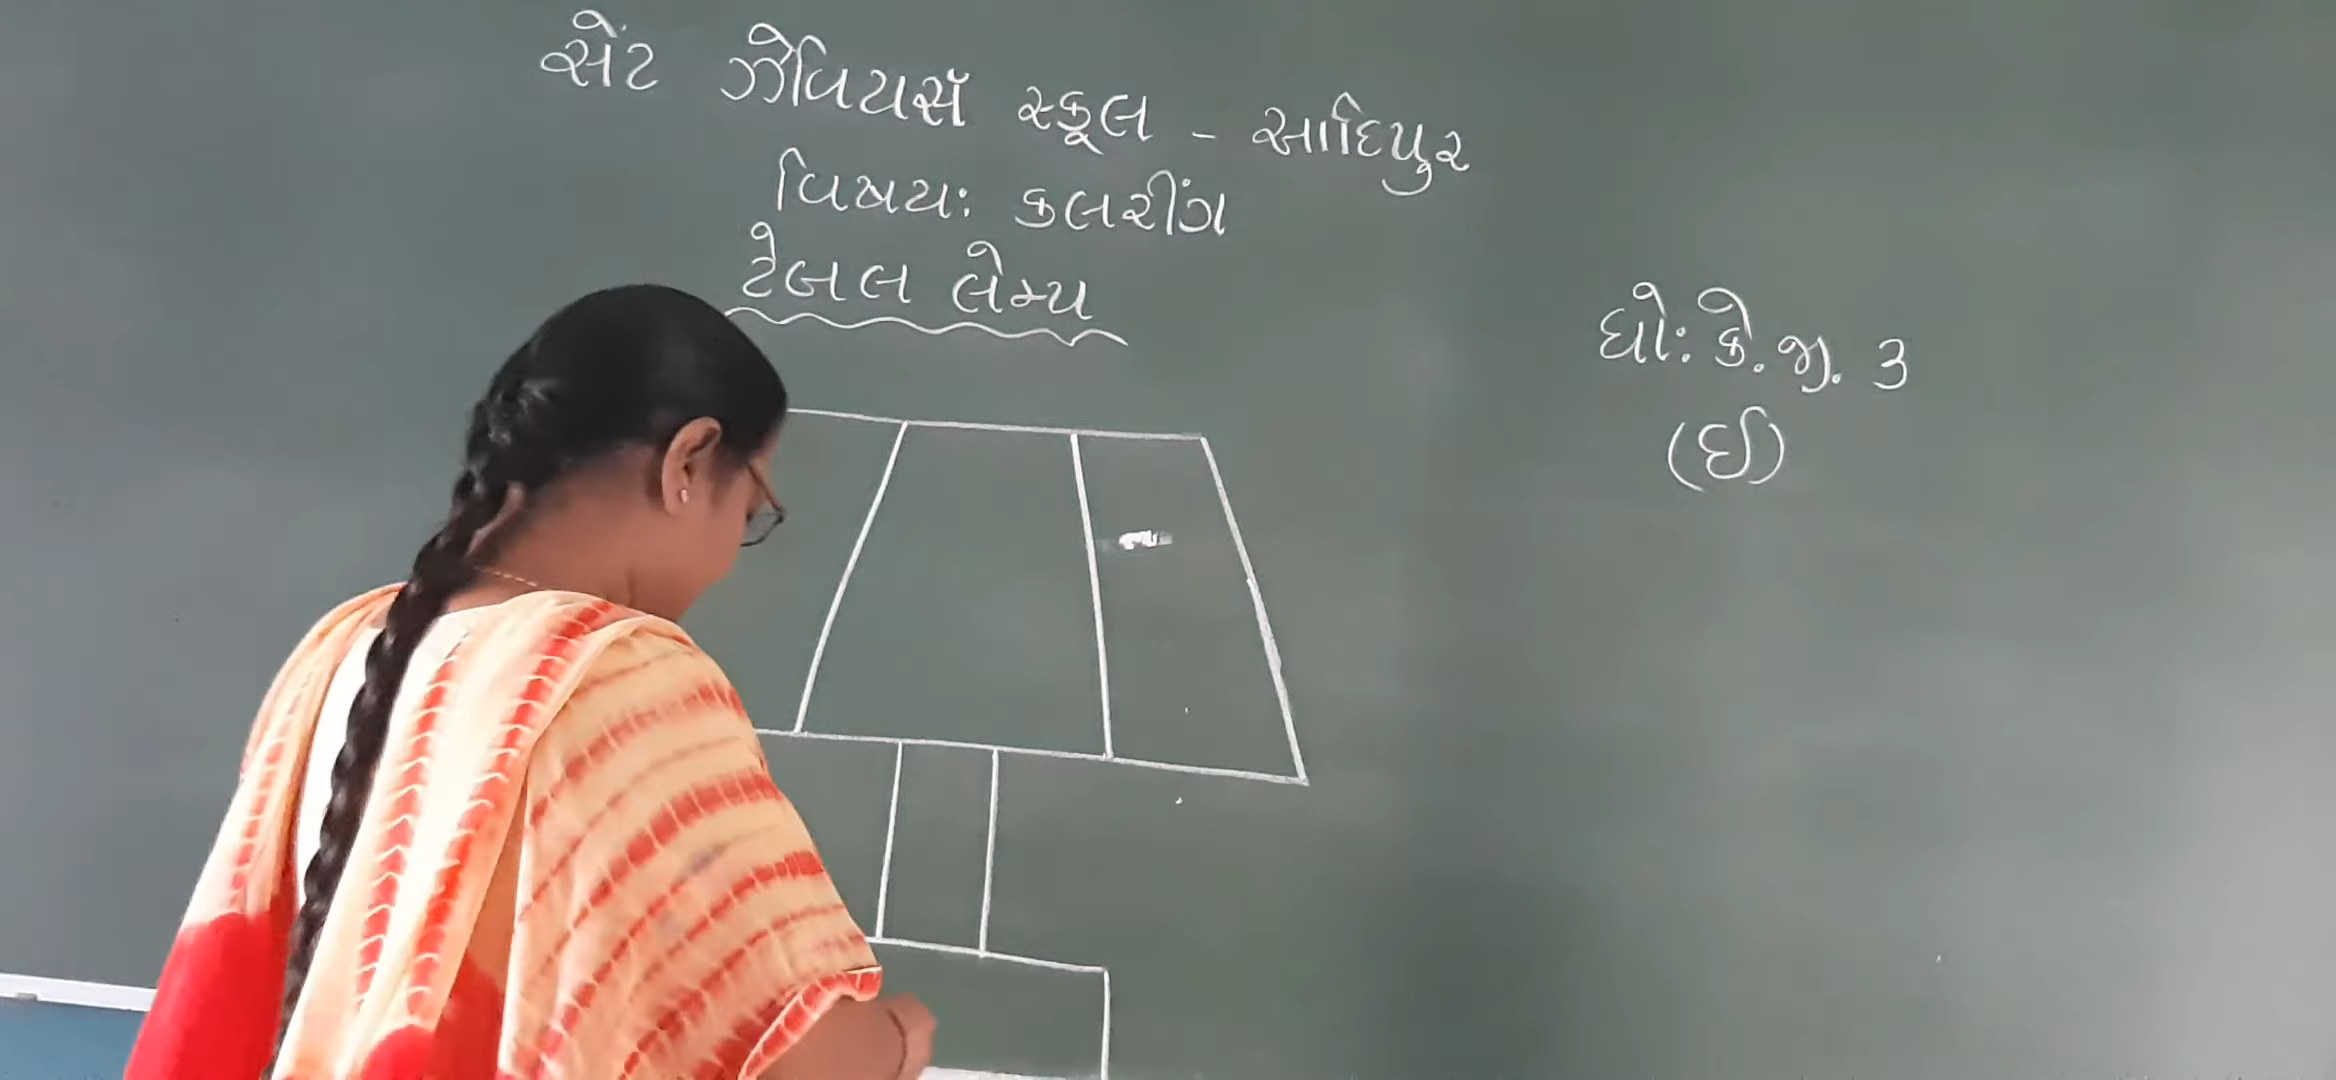 સેંટ ઝેવિયર્સ સ્કૂલ - આદિપુર
વિષય: કલરીંગ
ટેબલ લેમ્પ
ધો: કે.જી. 3
(ઈ)